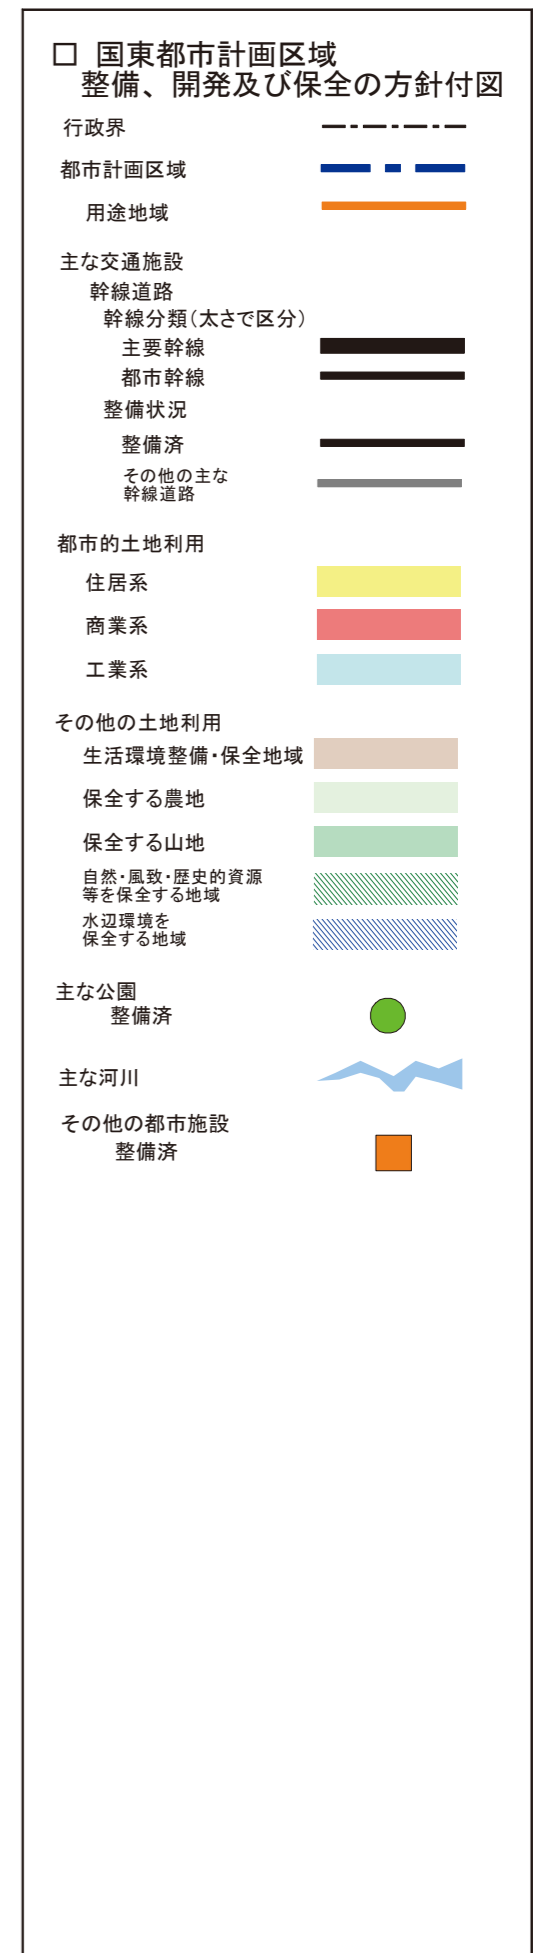 □ 国東都市計画区域
整備、開発及び保全の方針付図
行政界
都市計画区域
用途地域
主な交通施設
幹線道路
幹線分類(太さで区分)
主要幹線
都市幹線
整備状況
整備済
その他の主な
幹線道路
都市的土地利用
住居系
商業系
工業系
その他の土地利用
生活環境整備・保全地域
保全する農地
保全する山地
自然・風致・歴史的資源
等を保全する地域
水辺環境を
保全する地域
主な公園
整備済
主な河川
その他の都市施設
整備済